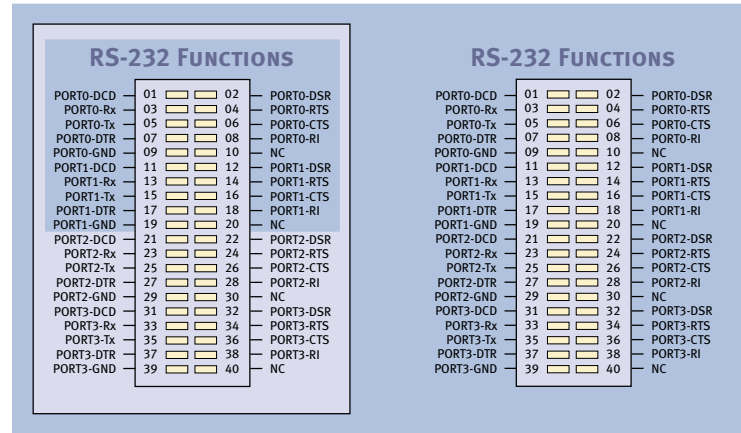 RS-232 FUNCTIONS
PORT0-DCD 01 02 PORT0-DSR
PORT0-Rx 03 04 PORT0-RTS
PORT0-Tx 05 06 PORT0-CTS
PORT0-DTR 07 08 PORT0-RI
PORT0-GND 09 10 NC
PORT1-DCD 11 12 PORT1-DSR
PORT1-Rx 13 14 PORT1-RTS
PORT1-Tx 15 16 PORT1-CTS
PORT1-DTR 17 18 PORT1-RI
PORT1-GND 19 20 NC
PORT2-DCD 21 22 PORT2-DSR
PORT2-Rx 23 24 PORT2-RTS
PORT2-Tx 25 26 PORT2-CTS
PORT2-DTR 27 28 PORT2-RI
PORT2-GND 29 30 NC
PORT3-DCD 31 32 PORT3-DSR
PORT3-Rx 33 34 PORT3-RTS
PORT3-Tx 35 36 PORT3-CTS
PORT3-DTR 37 38 PORT3-RI
PORT3-GND 39 40 NC
RS-232 FUNCTIONS
PORT0-DCD 01 02 PORT0-DSR
PORT0-Rx 03 04 PORT0-RTS
PORT0-Tx 05 06 PORT0-CTS
PORT0-DTR 07 08 PORT0-RI
PORT0-GND 09 10 NC
PORT1-DCD 11 12 PORT1-DSR
PORT1-Rx 13 14 PORT1-RTS
PORT1-Tx 15 16 PORT1-CTS
PORT1-DTR 17 18 PORT1-RI
PORT1-GND 19 20 NC
PORT2-DCD 21 22 PORT2-DSR
PORT2-Rx 23 24 PORT2-RTS
PORT2-Tx 25 26 PORT2-CTS
PORT2-DTR 27 28 PORT2-RI
PORT2-GND 29 30 NC
PORT3-DCD 31 32 PORT3-DSR
PORT3-Rx 33 34 PORT3-RTS
PORT3-Tx 35 36 PORT3-CTS
PORT3-DTR 37 38 PORT3-RI
PORT3-GND 39 40 NC